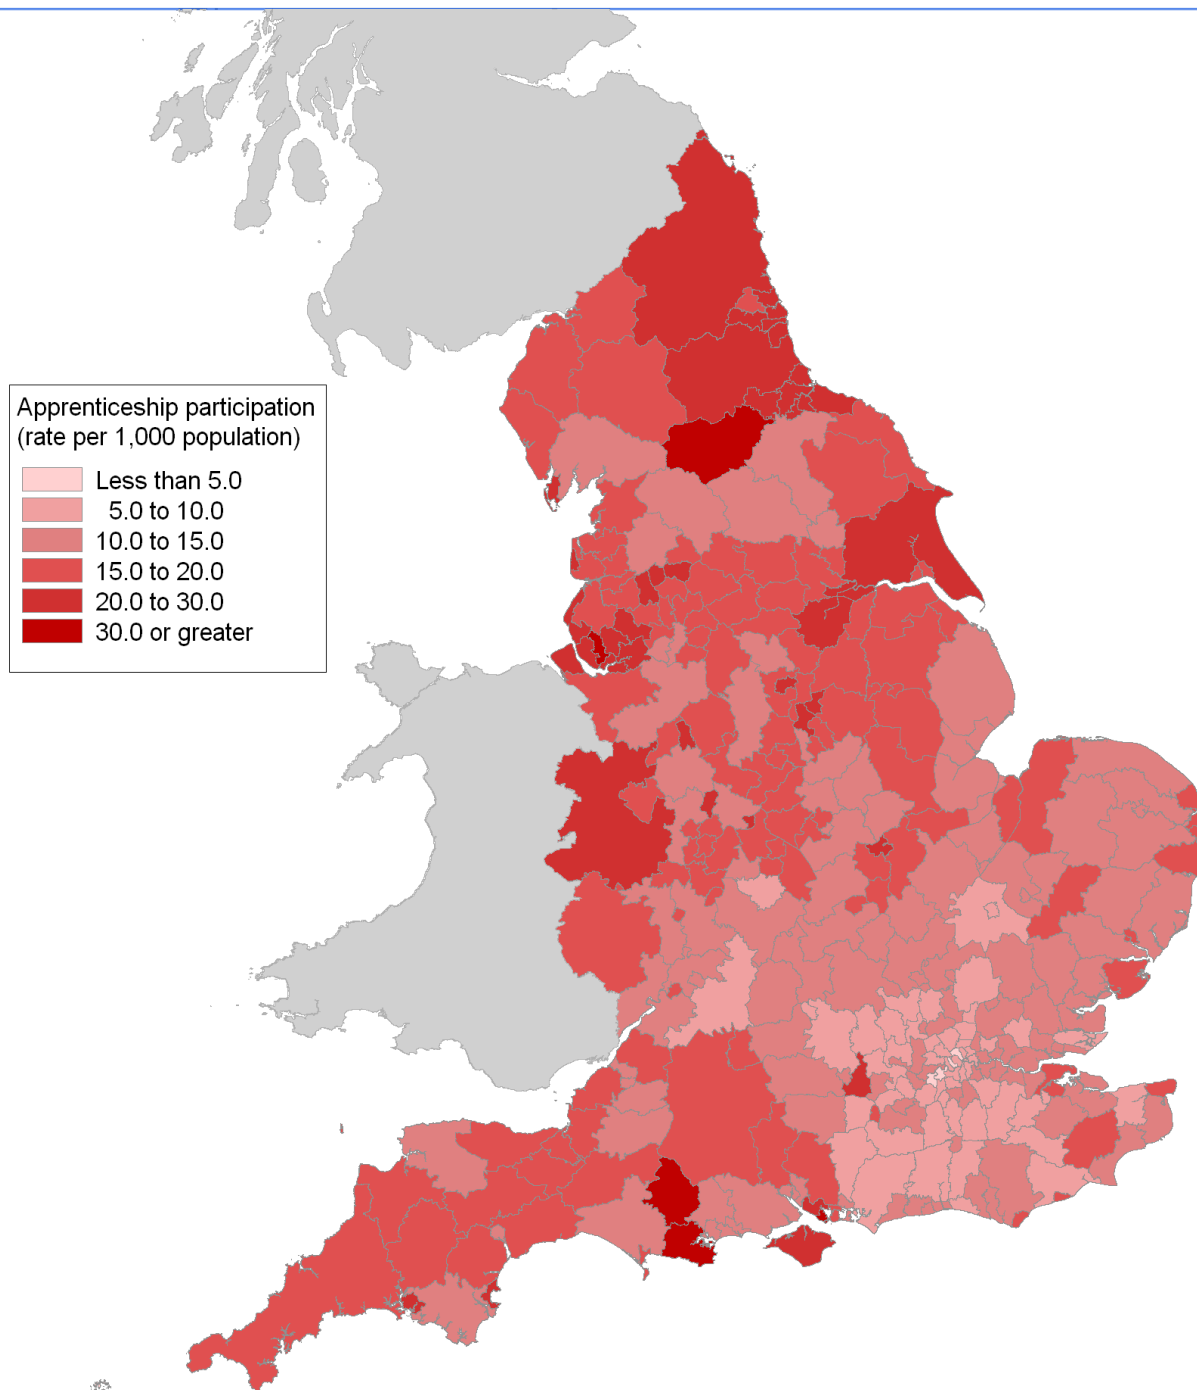 Apprenticeship participation
(rate per 1,000 population)
Less than 5.0
5.0 to 10.0
10.0 to 15.0
15.0 to 20.0
20.0 to 30.0
30.0 or greater